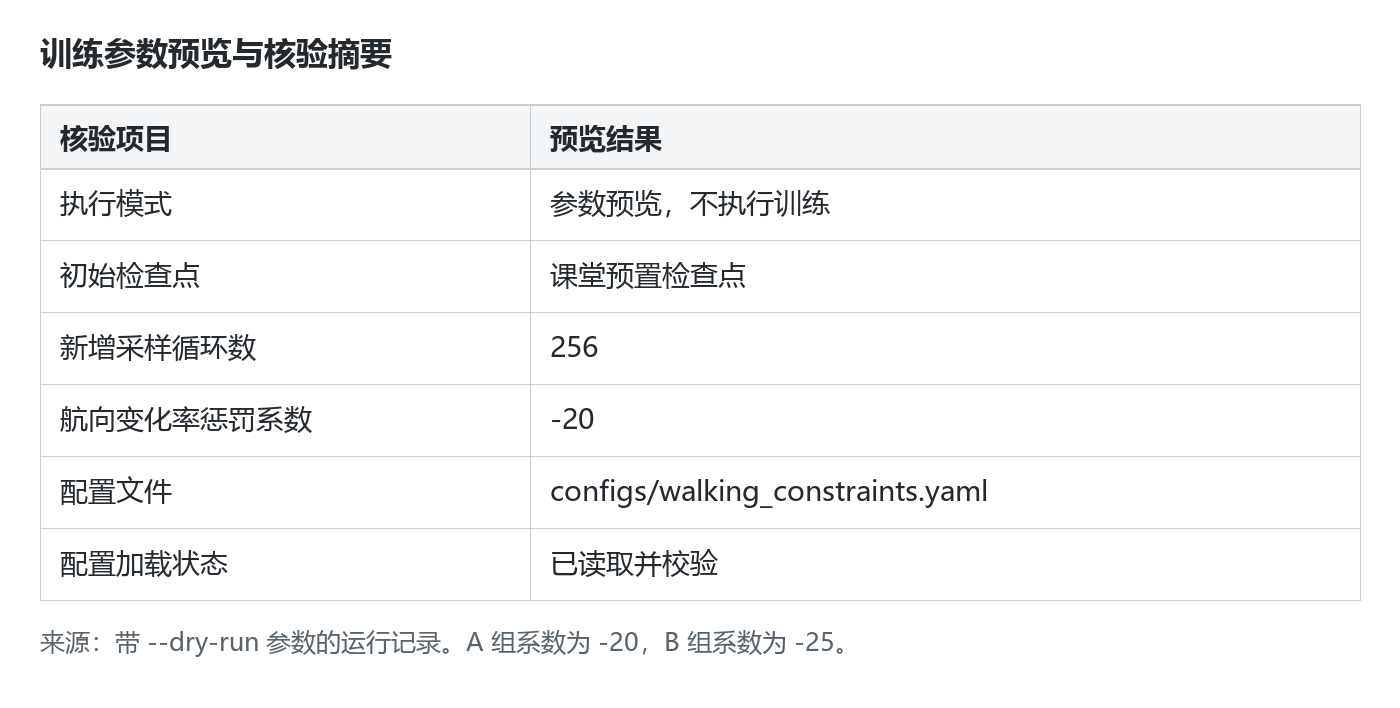 训练参数预览与核验摘要
核验项目 预览结果
执行模式 参数预览，不执行训练
初始检查点 课堂预置检查点
新增采样循环数 256
航向变化率惩罚系数 -20
配置文件 configs/walking_constraints.yaml
配置加载状态 已读取并校验
来源：带 --dry-run 参数的运行记录。A 组系数为 -20，B 组系数为 -25。